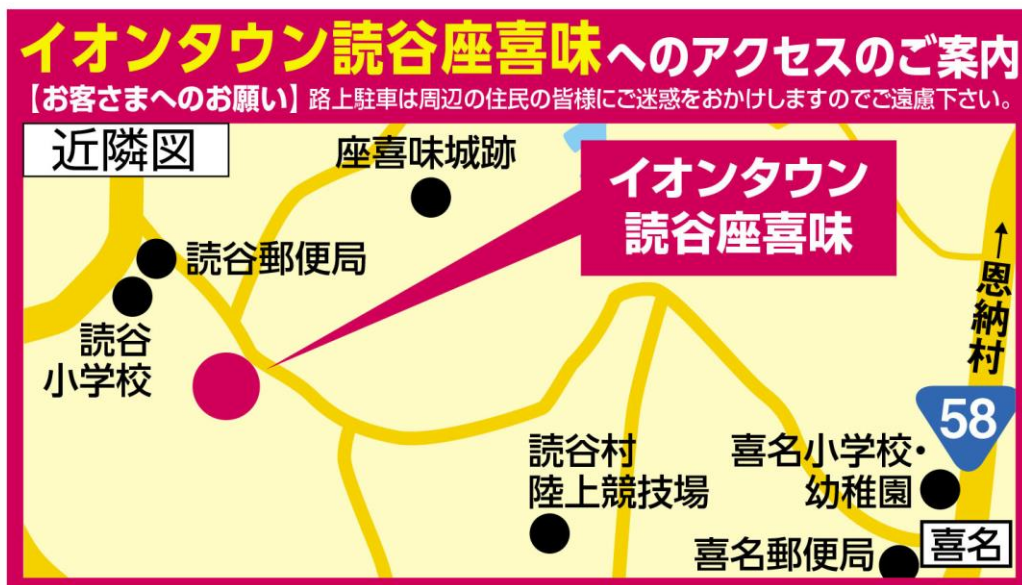 イオンタウン読谷座喜味へのアクセスのご案内
【お客さまへのお願い】路上駐車は周辺の住民の皆様にご迷惑をおかけしますのでご遠慮下さい。
近隣図
座喜味城跡
イオンタウン
読谷座喜味
読谷郵便局
読谷
小学校
←恩納村
58
読谷村
陸上競技場
喜名小学校・
幼稚園
喜名郵便局
喜名